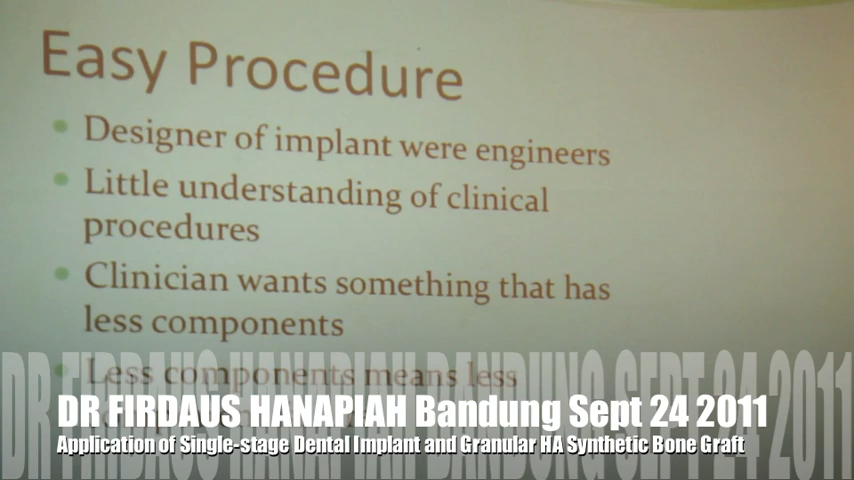 Easy Procedure
Designer of implant were engineers
Little understanding of clinical
procedures
Clinician wants something that has
less components
Less components means less
DR FIRDAUS HANAPIAH BANDUNG SEPT 24 2011
DR FIRDAUS HANAPIAH Bandung Sept 24 2011
Application of Single-stage Dental Implant and Granular HA Synthetic Bone Graft